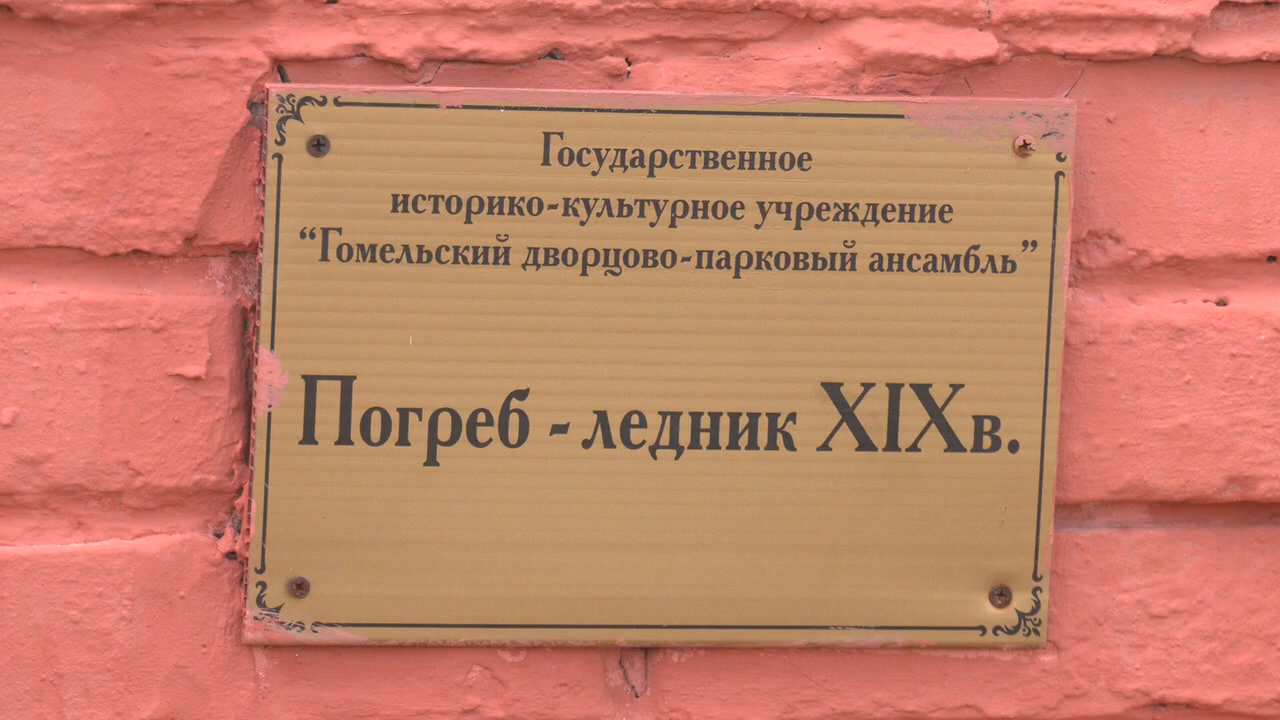 Государственное
историко-культурное учреждение
“Гомельский дворцово-парковый ансамбль”
Погреб - ледник XIXв.